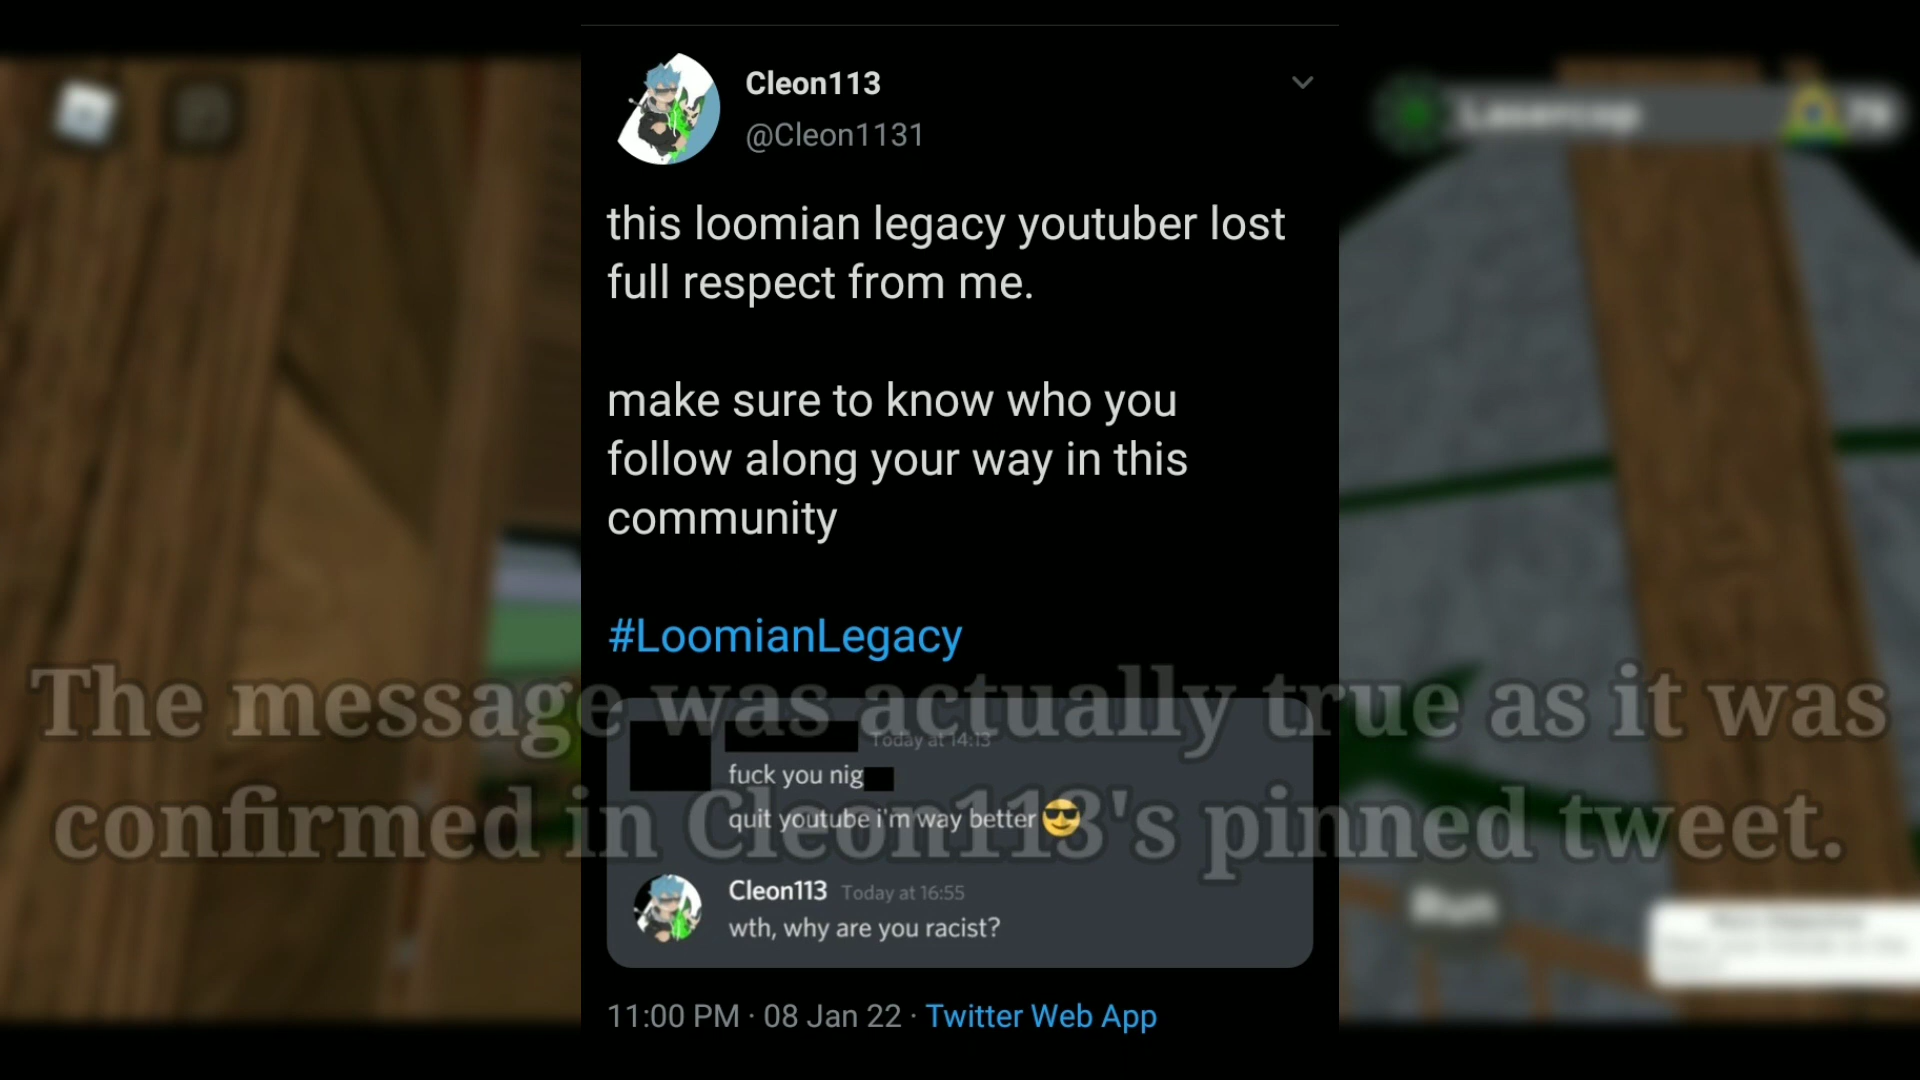 Cleon113
@Cleon1131
Lasercop
this loomian legacy youtuber lost
full respect from me.
make sure to know who you
follow along your way in this
community
#LoomianLegacy
The message was actually true as it was
confirmed in Cleon113's pinned tweet.
Today at 14:13
fuck you nig
quit youtube i'm way better 😎
Cleon113 Today at 16:55
wth, why are you racist?
Run
11:00 PM · 08 Jan 22 · Twitter Web App